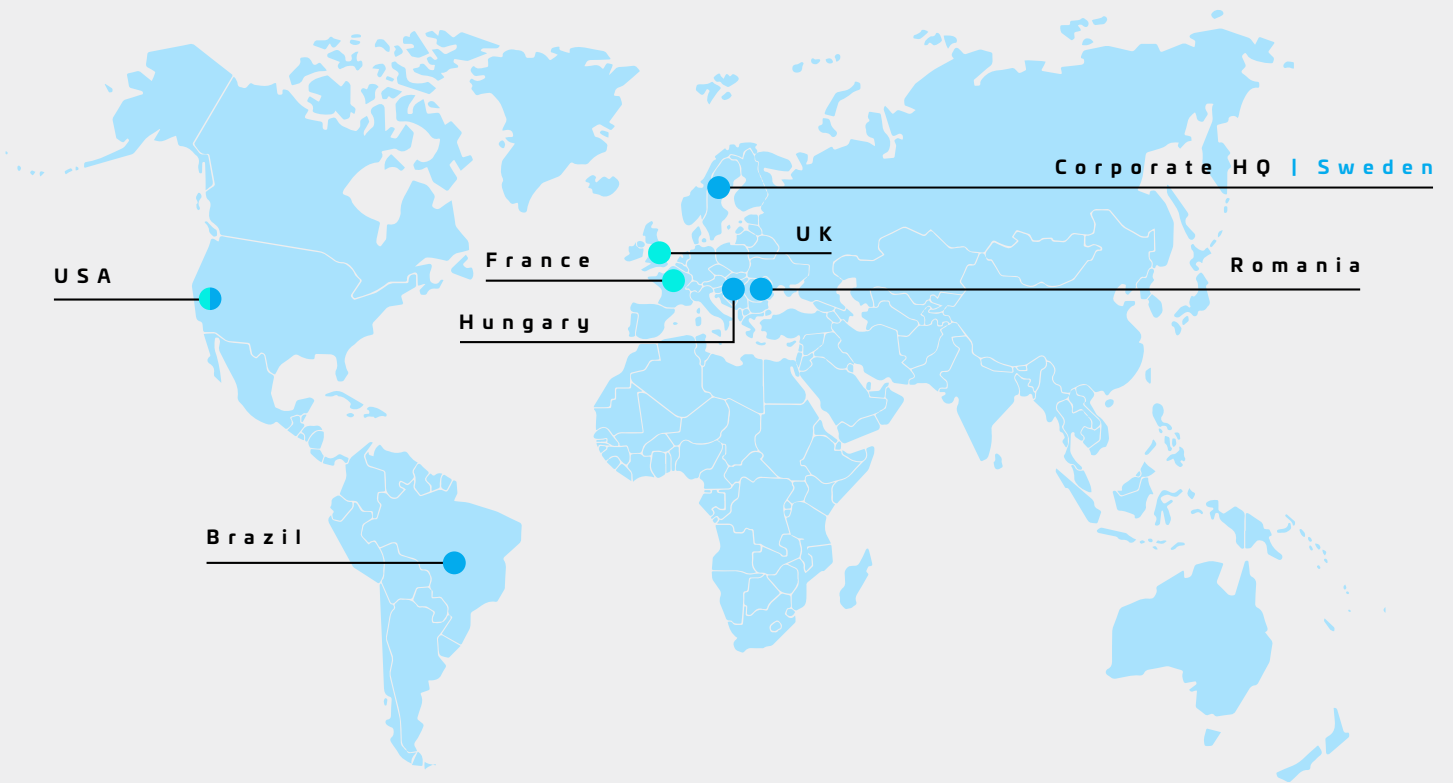 Corporate HQ | Sweden
UK
France
Romania
USA
Hungary
Brazil